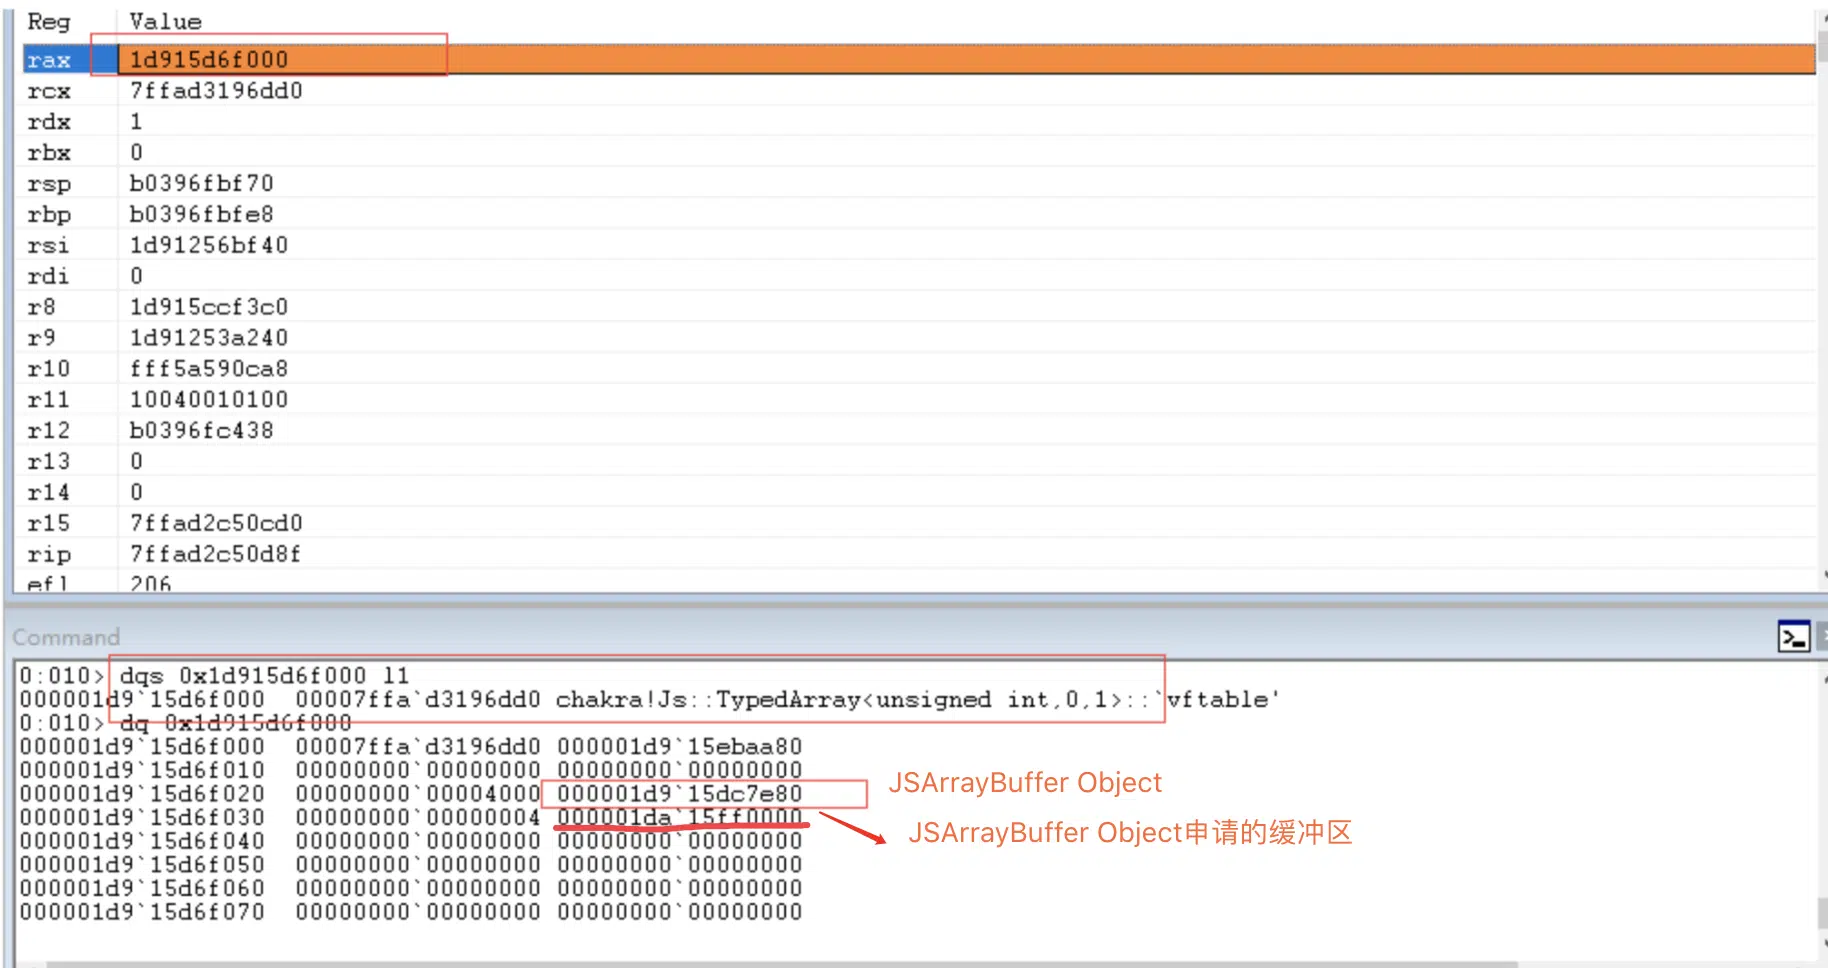 Reg Value
rax 1d915d6f000
rcx 7ffad3196dd0
rdx 1
rbx 0
rsp b0396fbf70
rbp b0396fbfe8
rsi 1d91256bf40
rdi 0
r8 1d915ccf3c0
r9 1d91253a240
r10 fff5a590ca8
r11 10040010100
r12 b0396fc438
r13 0
r14 0
r15 7ffad2c50cd0
rip 7ffad2c50d8f
efl 206
Command
0:010> dqs 0x1d915d6f000 l1
000001d9`15d6f000 00007ffa`d3196dd0 chakra!Js::TypedArray<unsigned int,0,1>::`vftable'
0:010> dq 0x1d915d6f000
000001d9`15d6f000 00007ffa`d3196dd0 000001d9`15ebaa80
000001d9`15d6f010 00000000`00000000 00000000`00000000
000001d9`15d6f020 00000000`00004000 000001d9`15dc7e80 JSArrayBuffer Object
000001d9`15d6f030 00000000`00000004 000001da`15ff0000 JSArrayBuffer Object申请的缓冲区
000001d9`15d6f040 00000000`00000000 00000000`00000000
000001d9`15d6f050 00000000`00000000 00000000`00000000
000001d9`15d6f060 00000000`00000000 00000000`00000000
000001d9`15d6f070 00000000`00000000 00000000`00000000